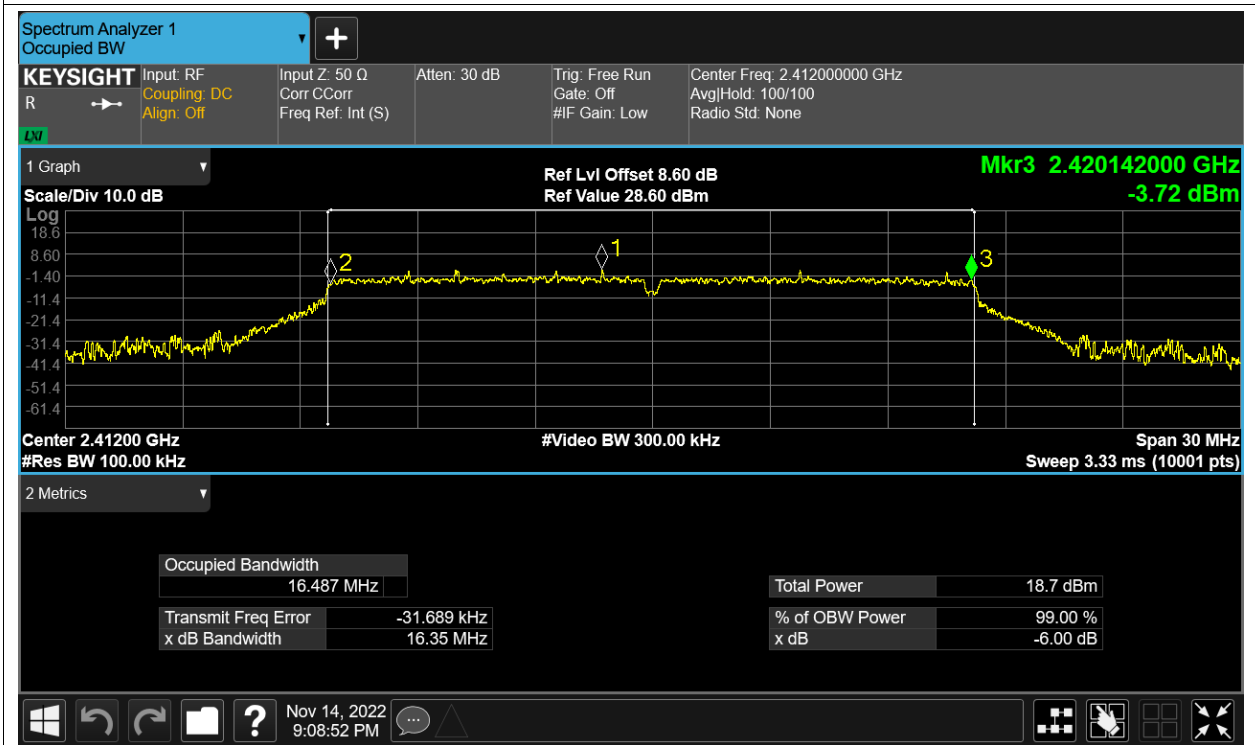 Spectrum Analyzer 1
Occupied BW
KEYSIGHT
R
LXI
Input: RF
Coupling: DC
Align: Off
Input Z: 50 Ω
Corr CCorr
Freq Ref: Int (S)
Atten: 30 dB
Trig: Free Run
Gate: Off
#IF Gain: Low
Center Freq: 2.412000000 GHz
Avg|Hold: 100/100
Radio Std: None
1 Graph
Scale/Div 10.0 dB
Ref Lvl Offset 8.60 dB
Ref Value 28.60 dBm
Mkr3 2.420142000 GHz
-3.72 dBm
Log
18.6
8.60
-1.40
-11.4
-21.4
-31.4
-41.4
-51.4
-61.4
2
1
3
Center 2.41200 GHz
#Res BW 100.00 kHz
#Video BW 300.00 kHz
Span 30 MHz
Sweep 3.33 ms (10001 pts)
2 Metrics
Occupied Bandwidth
16.487 MHz
Transmit Freq Error -31.689 kHz
x dB Bandwidth 16.35 MHz
Total Power 18.7 dBm
% of OBW Power 99.00 %
x dB -6.00 dB
?
Nov 14, 2022
9:08:52 PM